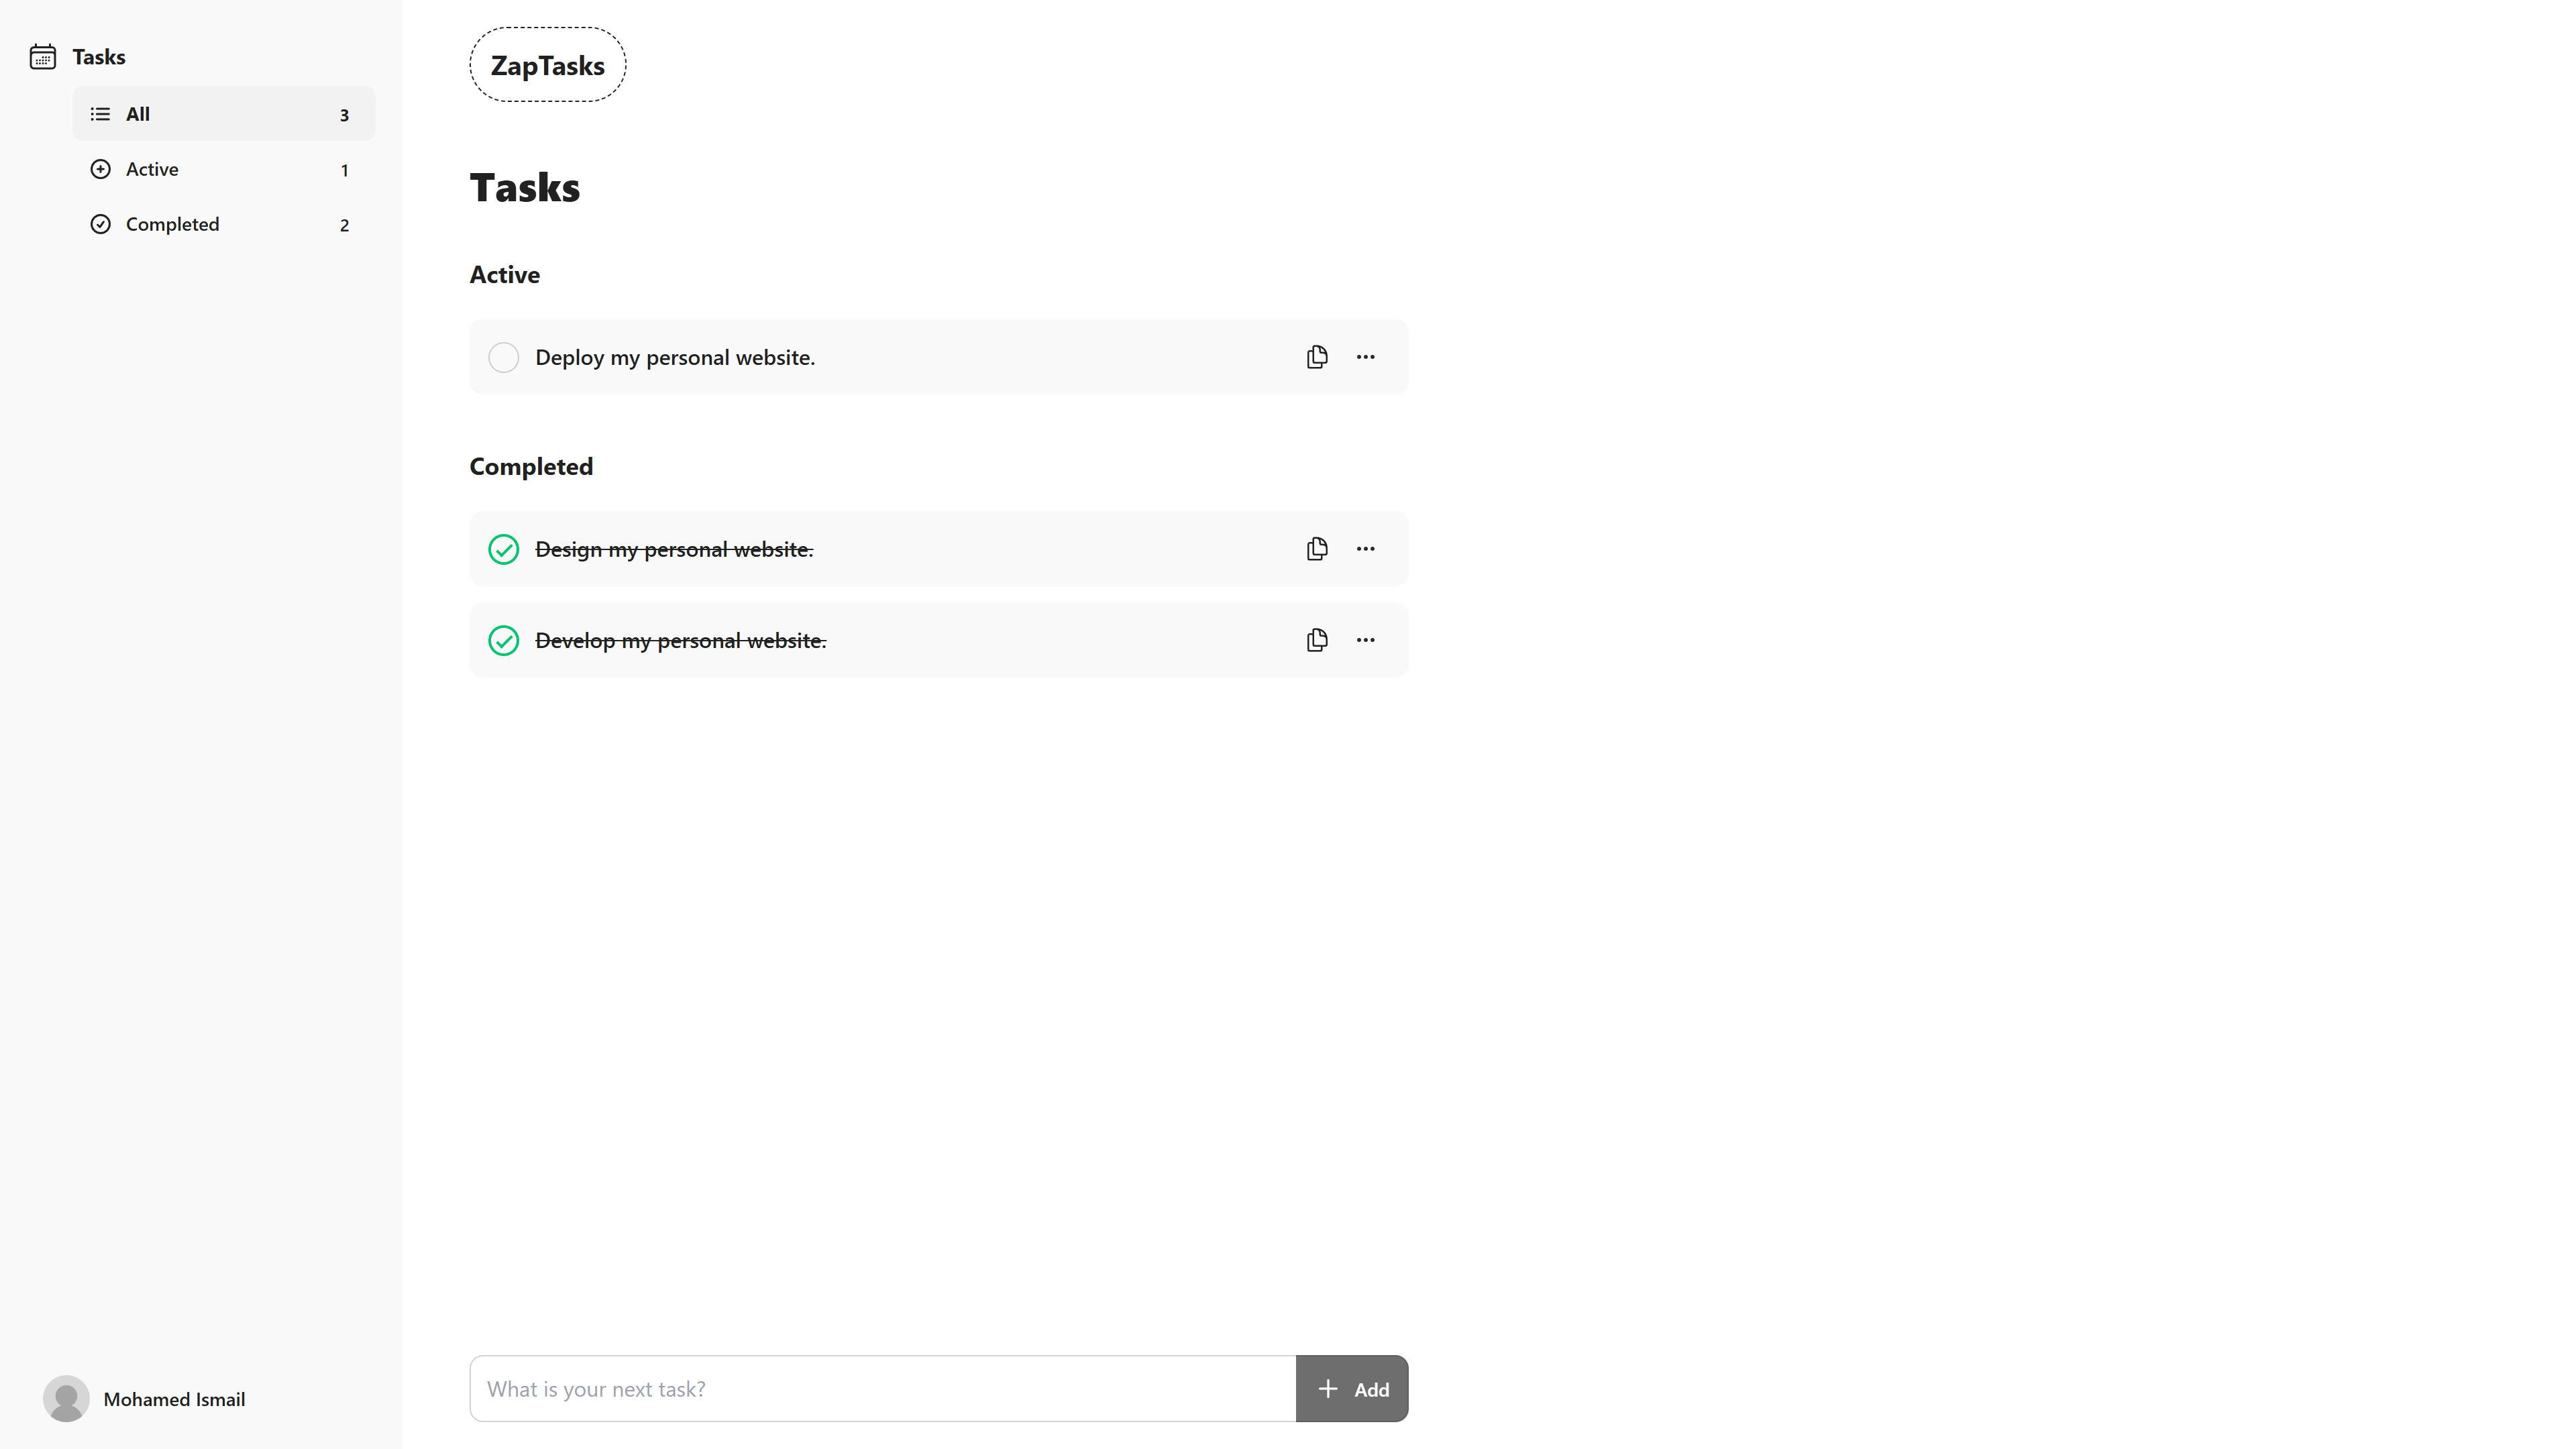 Tasks
All 3
Active 1
Completed 2
Mohamed Ismail
ZapTasks
Tasks
Active
Deploy my personal website.
Completed
Design my personal website.
Develop my personal website.
What is your next task?
Add